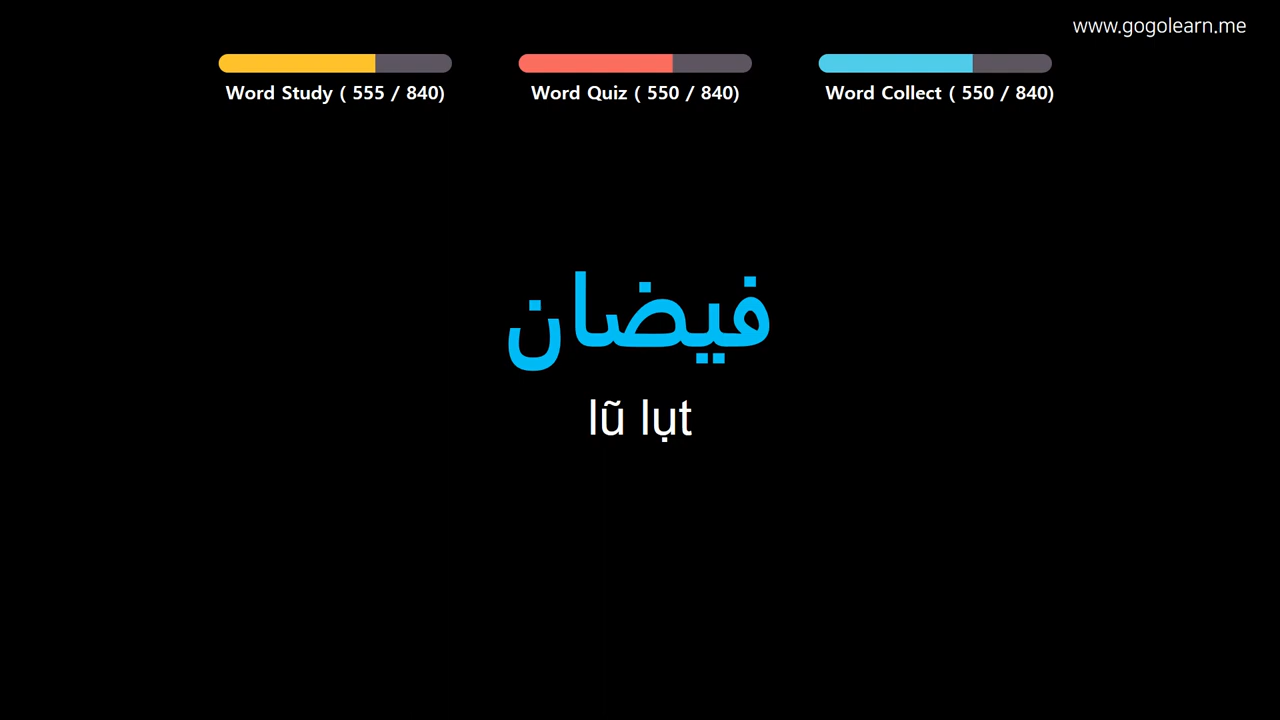 www.gogolearn.me
Word Study ( 555 / 840)
Word Quiz ( 550 / 840)
Word Collect ( 550 / 840)
فيضان
lũ lụt